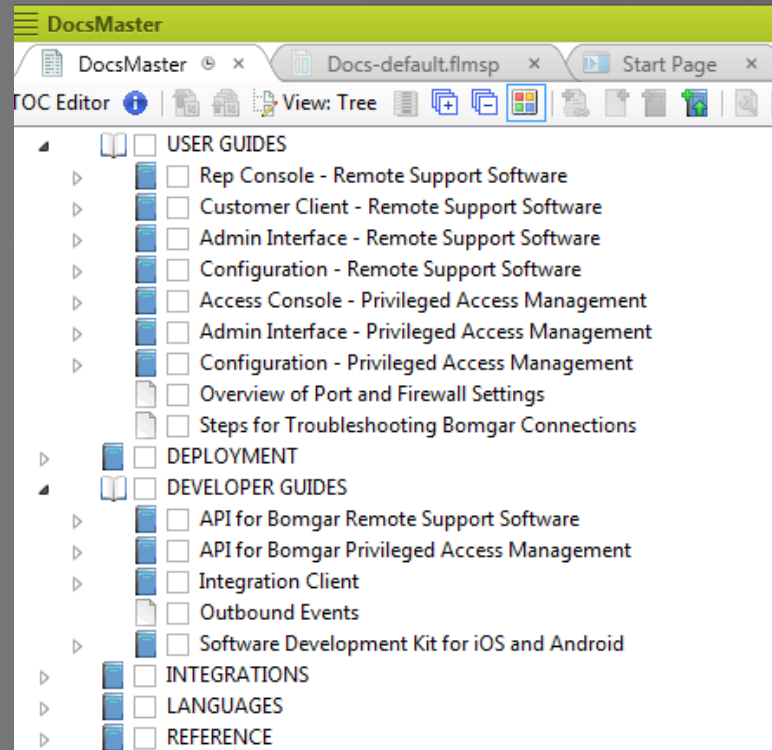 DocsMaster
DocsMaster × Docs-default.flmsp × Start Page ×
TOC Editor View: Tree
USER GUIDES
Rep Console - Remote Support Software
Customer Client - Remote Support Software
Admin Interface - Remote Support Software
Configuration - Remote Support Software
Access Console - Privileged Access Management
Admin Interface - Privileged Access Management
Configuration - Privileged Access Management
Overview of Port and Firewall Settings
Steps for Troubleshooting Bomgar Connections
DEPLOYMENT
DEVELOPER GUIDES
API for Bomgar Remote Support Software
API for Bomgar Privileged Access Management
Integration Client
Outbound Events
Software Development Kit for iOS and Android
INTEGRATIONS
LANGUAGES
REFERENCE